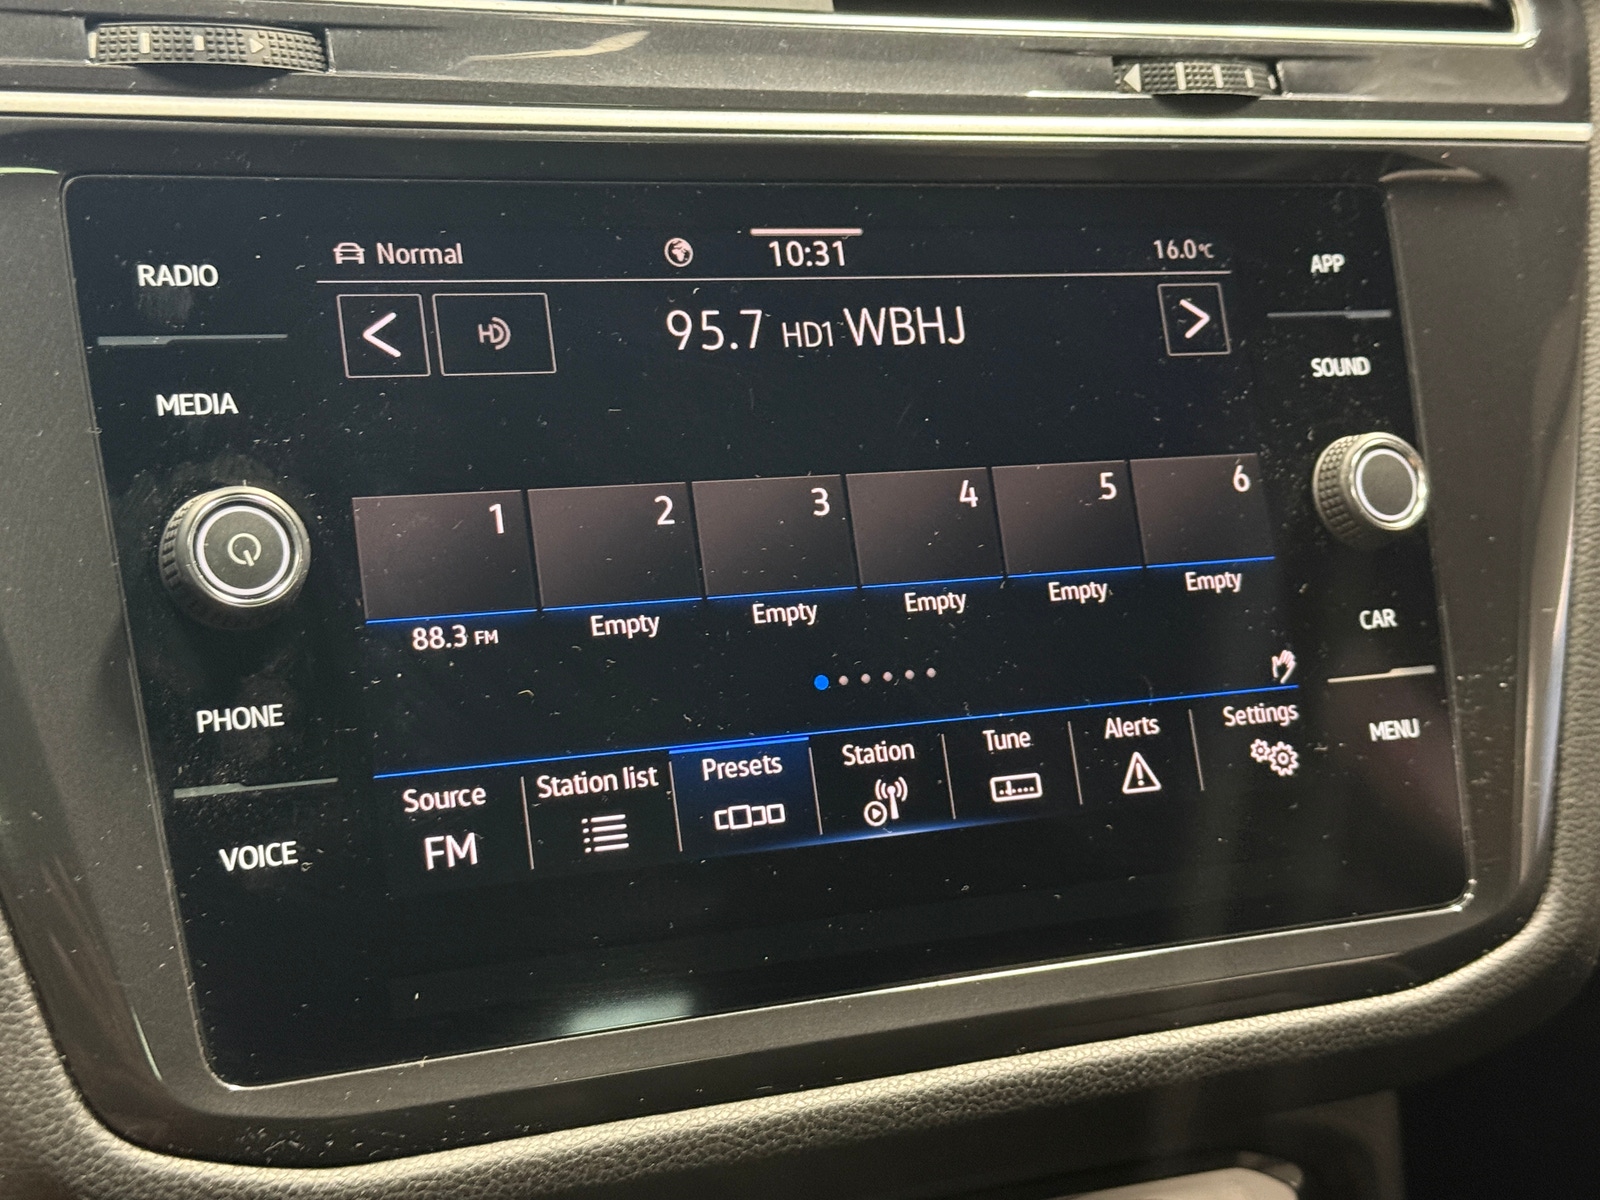 RADIO
MEDIA
PHONE
VOICE
Normal
10:31
16.0°C
HD
95.7 HD1 WBHJ
1
2
3
4
5
6
88.3 FM
Empty
Empty
Empty
Empty
Empty
Source
FM
Station list
Presets
Station
Tune
Alerts
Settings
APP
SOUND
CAR
MENU